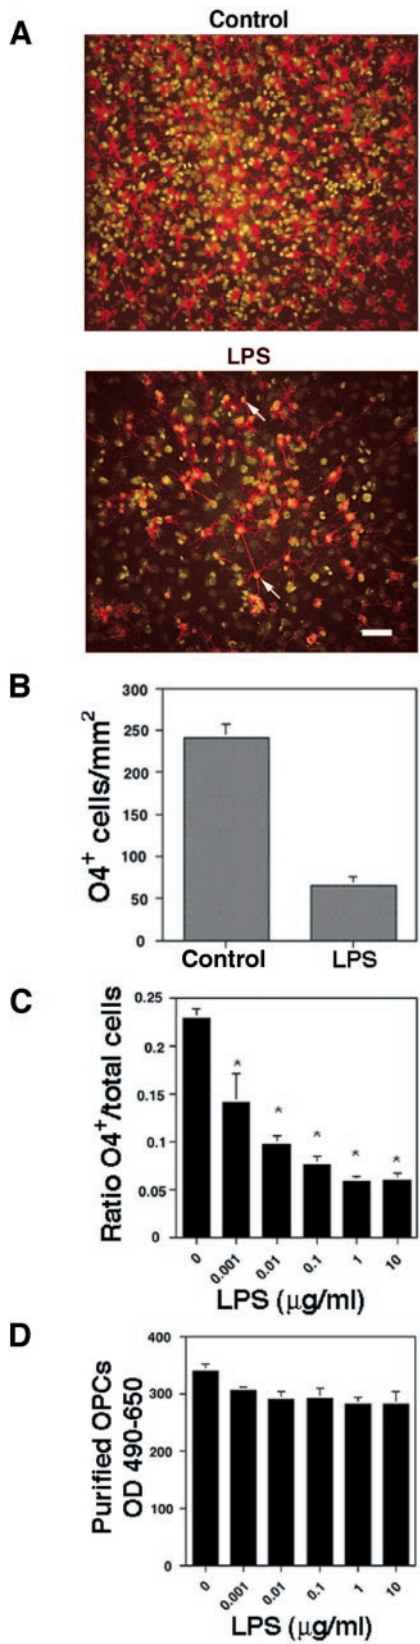 A
Control
LPS
B
O4⁺ cells/mm²
300
250
200
150
100
50
0
Control
LPS
C
Ratio O4⁺/total cells
0.25
0.2
0.15
0.1
0.05
0
* * * * *
0 0.001 0.01 0.1 1 10
LPS (μg/ml)
D
Purified OPCs
OD 490-650
400
300
200
100
0
0 0.001 0.01 0.1 1 10
LPS (μg/ml)